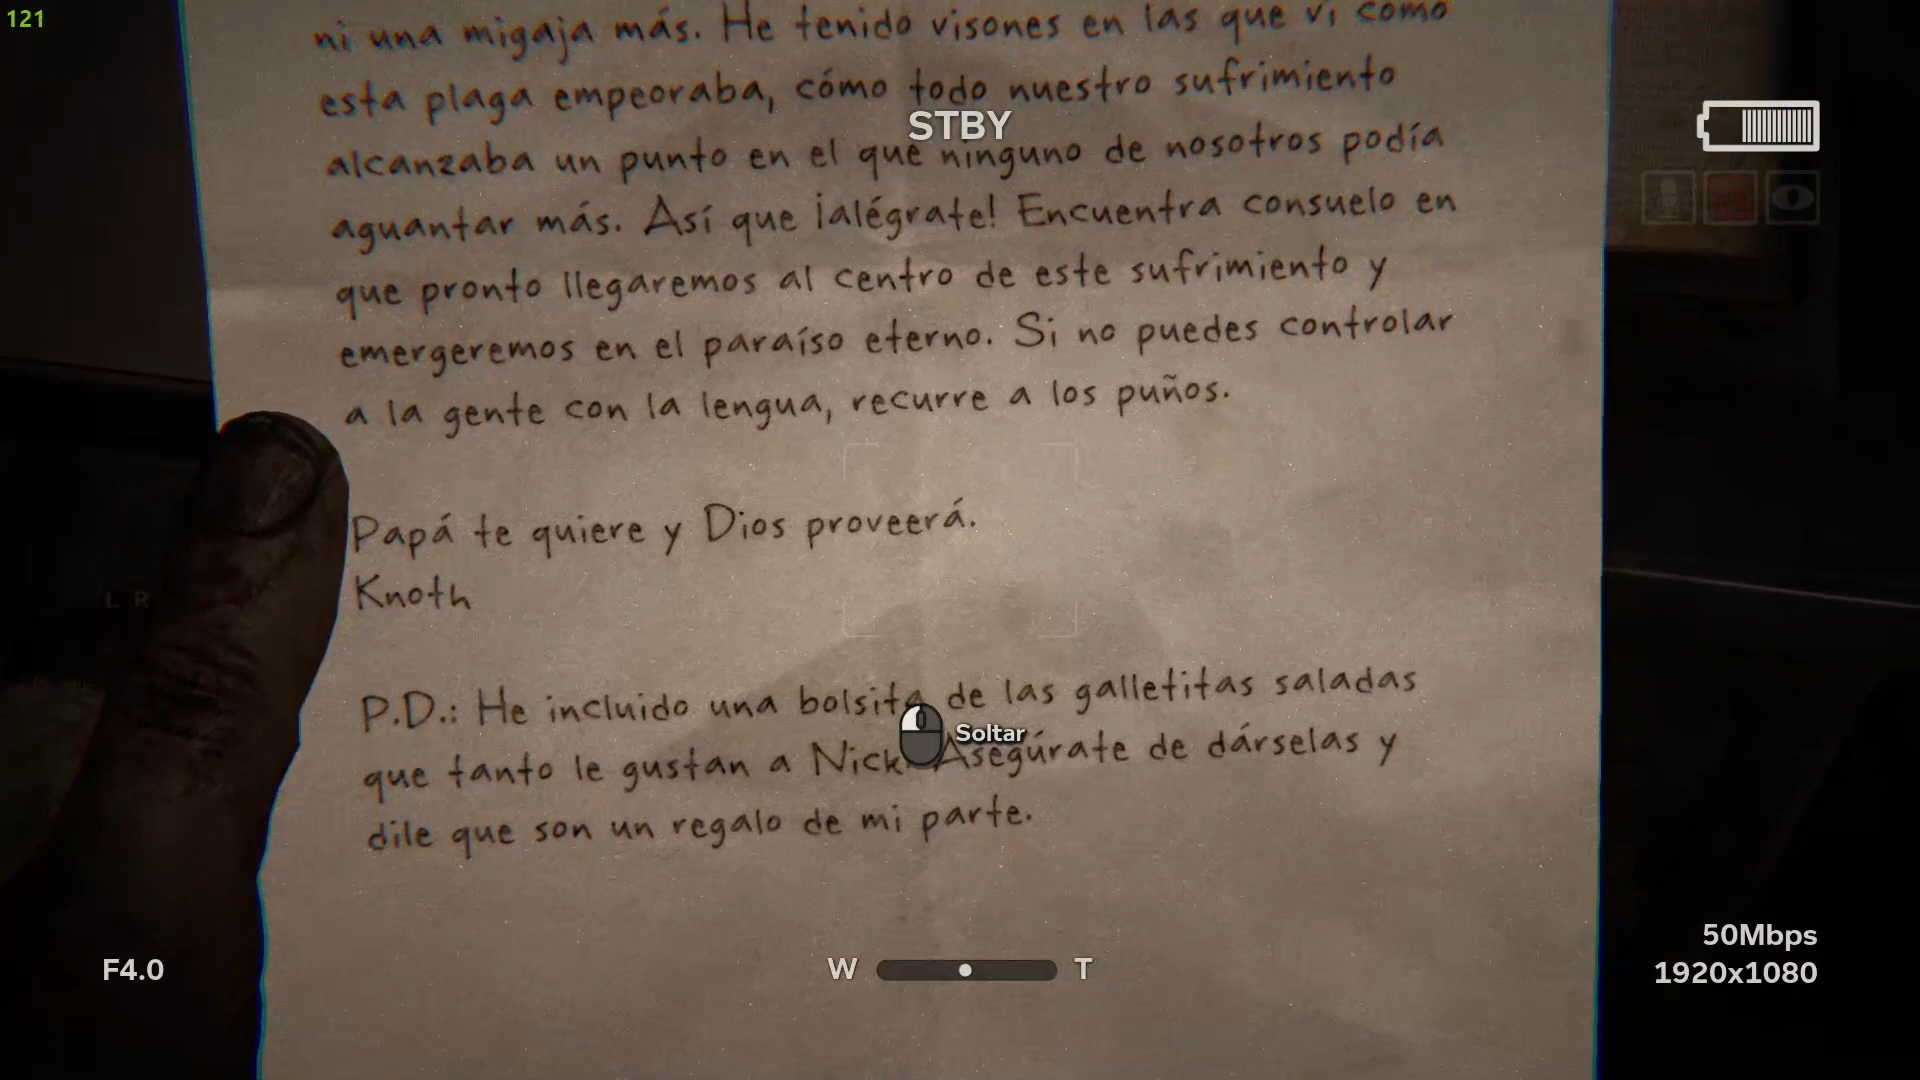 121
ni una migaja más. He tenido visones en las que vi cómo
esta plaga empeoraba, cómo todo nuestro sufrimiento
STBY
alcanzaba un punto en el que ninguno de nosotros podía
aguantar más. Así que ¡alégrate! Encuentra consuelo en
que pronto llegaremos al centro de este sufrimiento y
emergeremos en el paraíso eterno. Si no puedes controlar
a la gente con la lengua, recurre a los puños.
Papá te quiere y Dios proveerá.
Knoth
L R
P.D.: He incluido una bolsita de las galletitas saladas
Soltar
que tanto le gustan a Nick. Asegúrate de dárselas y
dile que son un regalo de mi parte.
F4.0
W T
50Mbps
1920x1080